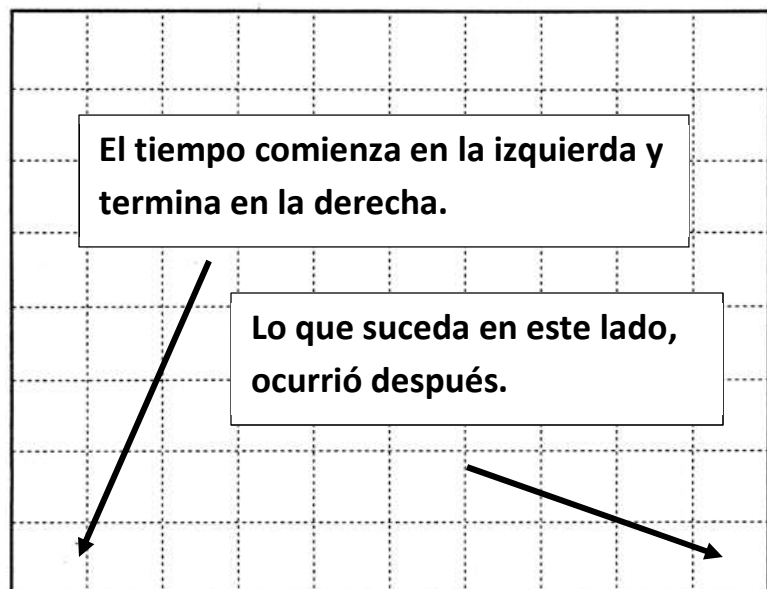 El tiempo comienza en la izquierda y
termina en la derecha.
Lo que suceda en este lado,
ocurrió después.